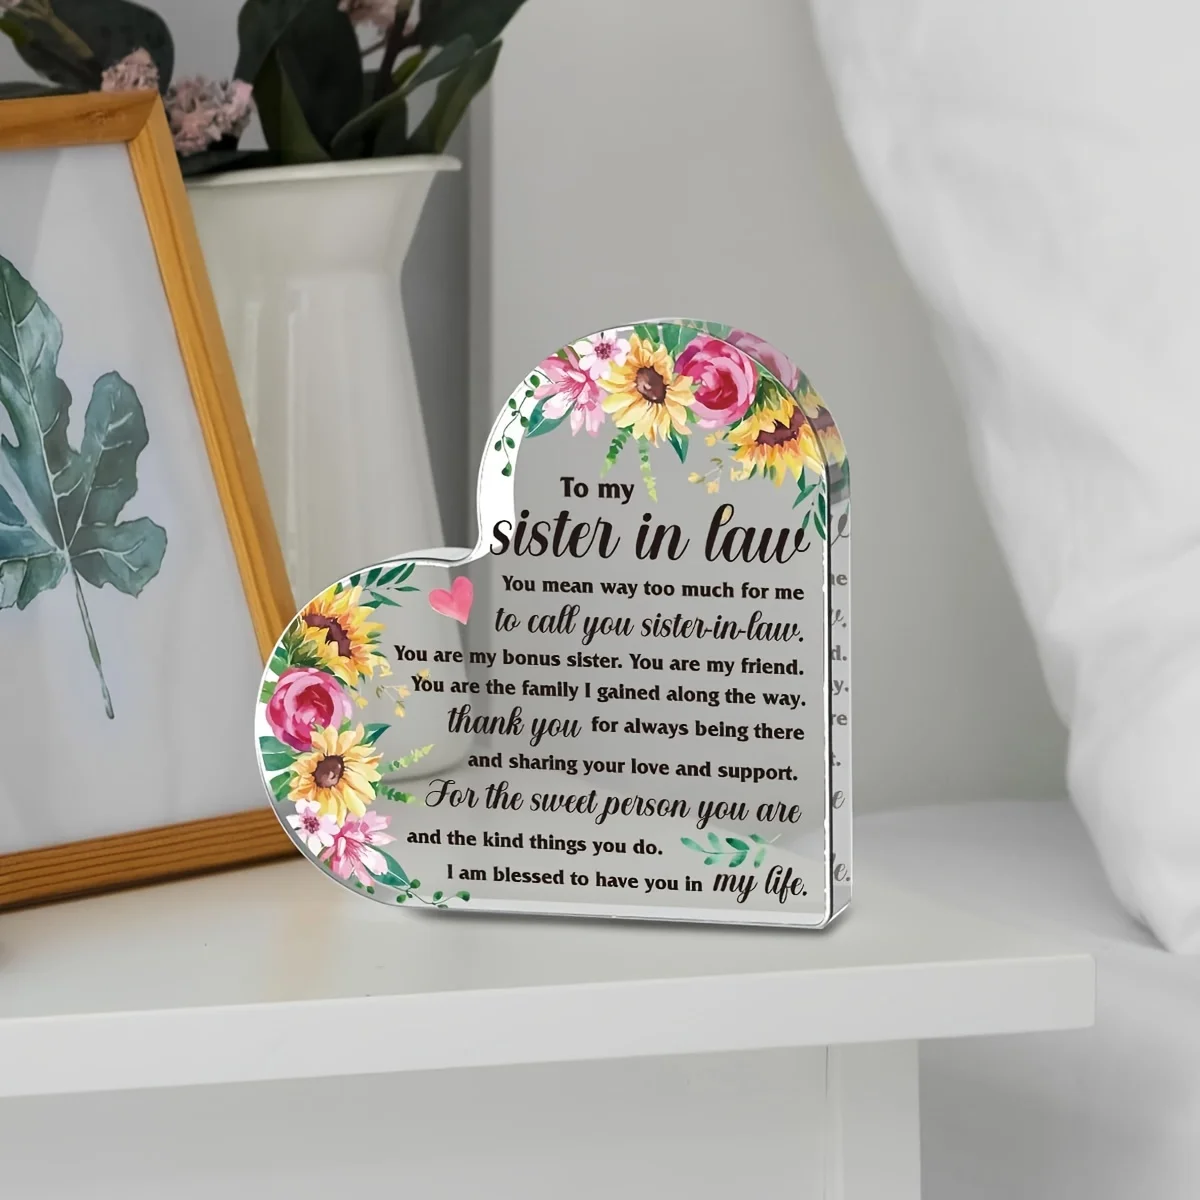 To my
sister in law
You mean way too much for me
to call you sister-in-law.
You are my bonus sister. You are my friend.
You are the family I gained along the way.
thank you for always being there
and sharing your love and support.
For the sweet person you are
and the kind things you do.
I am blessed to have you in my life.